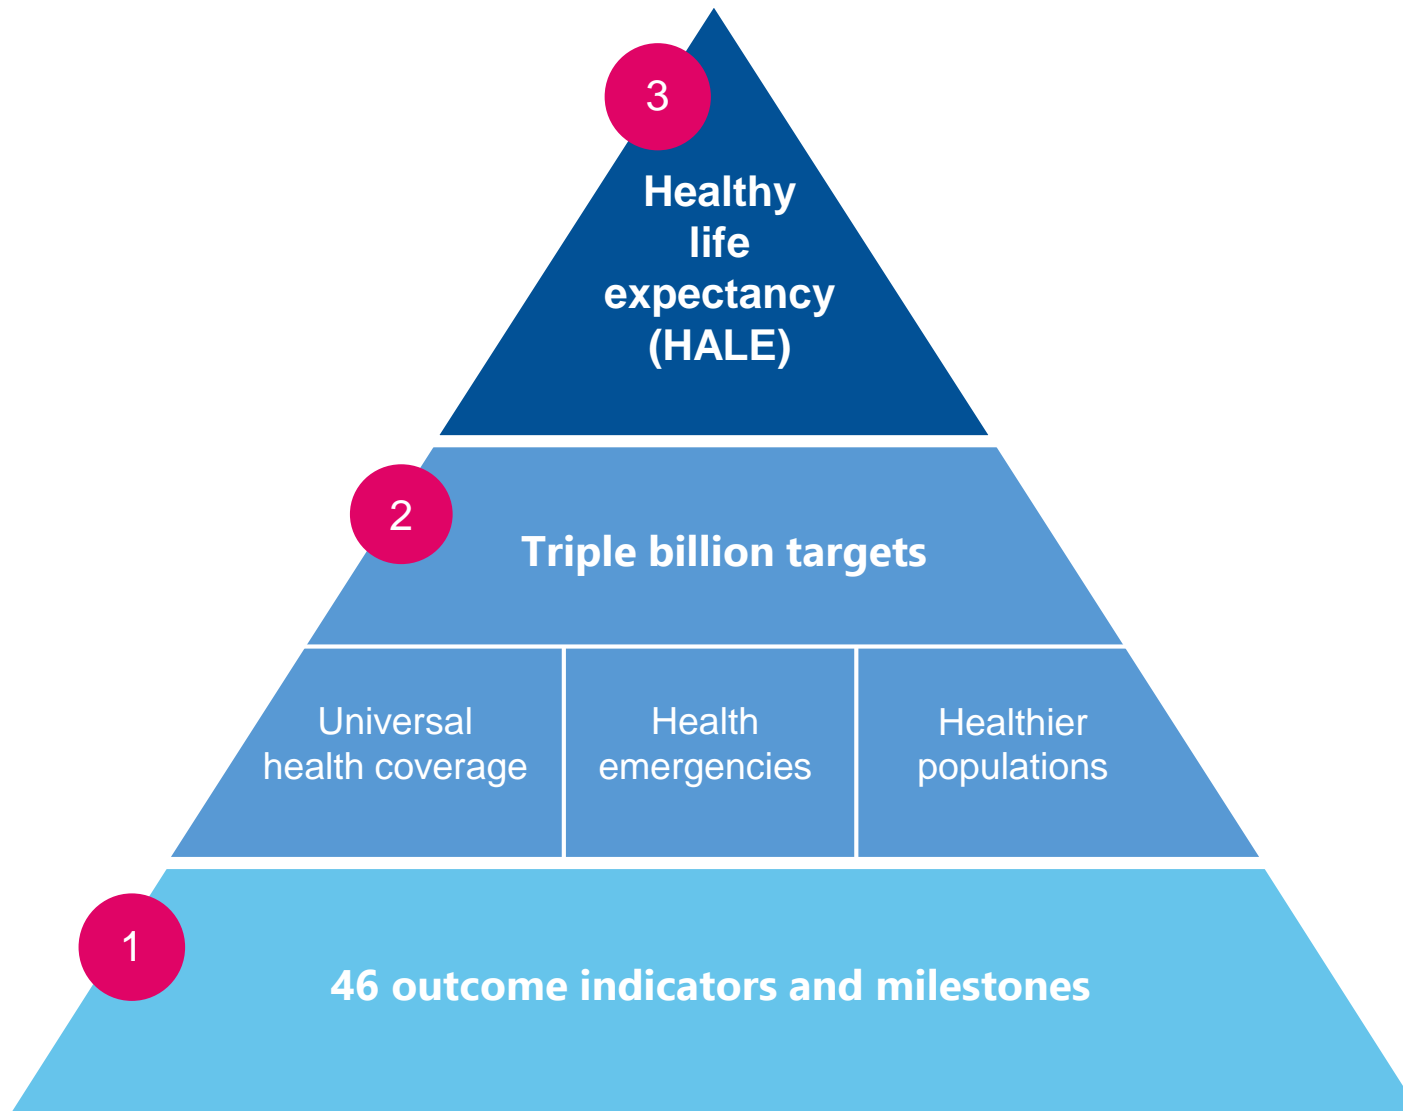 3
Healthy
life
expectancy
(HALE)
2
Triple billion targets
Universal
health coverage
Health
emergencies
Healthier
populations
1
46 outcome indicators and milestones